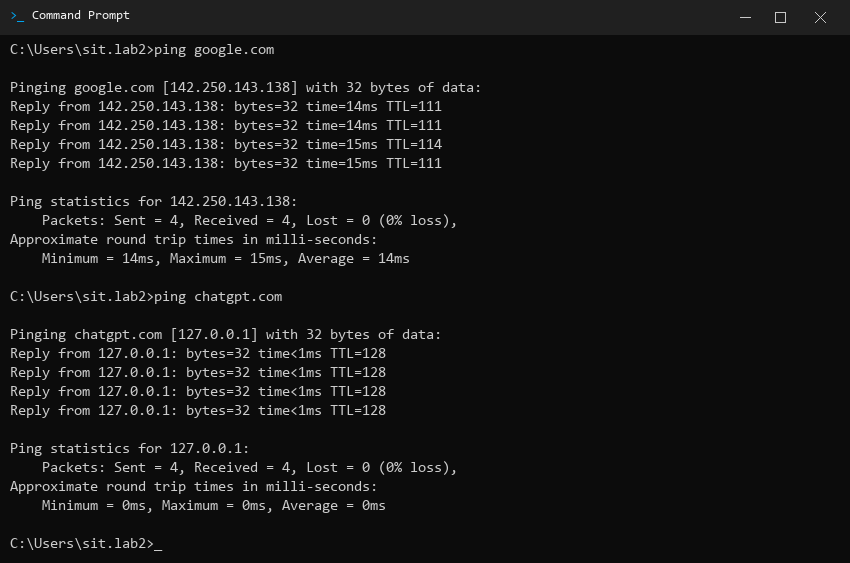 >_ Command Prompt
C:\Users\sit.lab2>ping google.com
Pinging google.com [142.250.143.138] with 32 bytes of data:
Reply from 142.250.143.138: bytes=32 time=14ms TTL=111
Reply from 142.250.143.138: bytes=32 time=14ms TTL=111
Reply from 142.250.143.138: bytes=32 time=15ms TTL=114
Reply from 142.250.143.138: bytes=32 time=15ms TTL=111
Ping statistics for 142.250.143.138:
    Packets: Sent = 4, Received = 4, Lost = 0 (0% loss),
Approximate round trip times in milli-seconds:
    Minimum = 14ms, Maximum = 15ms, Average = 14ms
C:\Users\sit.lab2>ping chatgpt.com
Pinging chatgpt.com [127.0.0.1] with 32 bytes of data:
Reply from 127.0.0.1: bytes=32 time<1ms TTL=128
Reply from 127.0.0.1: bytes=32 time<1ms TTL=128
Reply from 127.0.0.1: bytes=32 time<1ms TTL=128
Reply from 127.0.0.1: bytes=32 time<1ms TTL=128
Ping statistics for 127.0.0.1:
    Packets: Sent = 4, Received = 4, Lost = 0 (0% loss),
Approximate round trip times in milli-seconds:
    Minimum = 0ms, Maximum = 0ms, Average = 0ms
C:\Users\sit.lab2>_